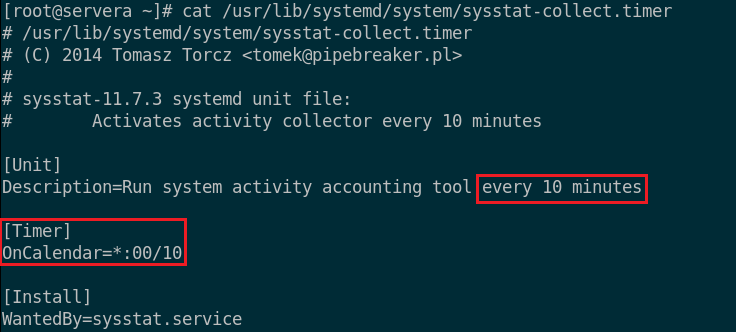 [root@servera ~]# cat /usr/lib/systemd/system/sysstat-collect.timer
# /usr/lib/systemd/system/sysstat-collect.timer
# (C) 2014 Tomasz Torcz <tomek@pipebreaker.pl>
#
# sysstat-11.7.3 systemd unit file:
#        Activates activity collector every 10 minutes
[Unit]
Description=Run system activity accounting tool every 10 minutes
[Timer]
OnCalendar=*:00/10
[Install]
WantedBy=sysstat.service